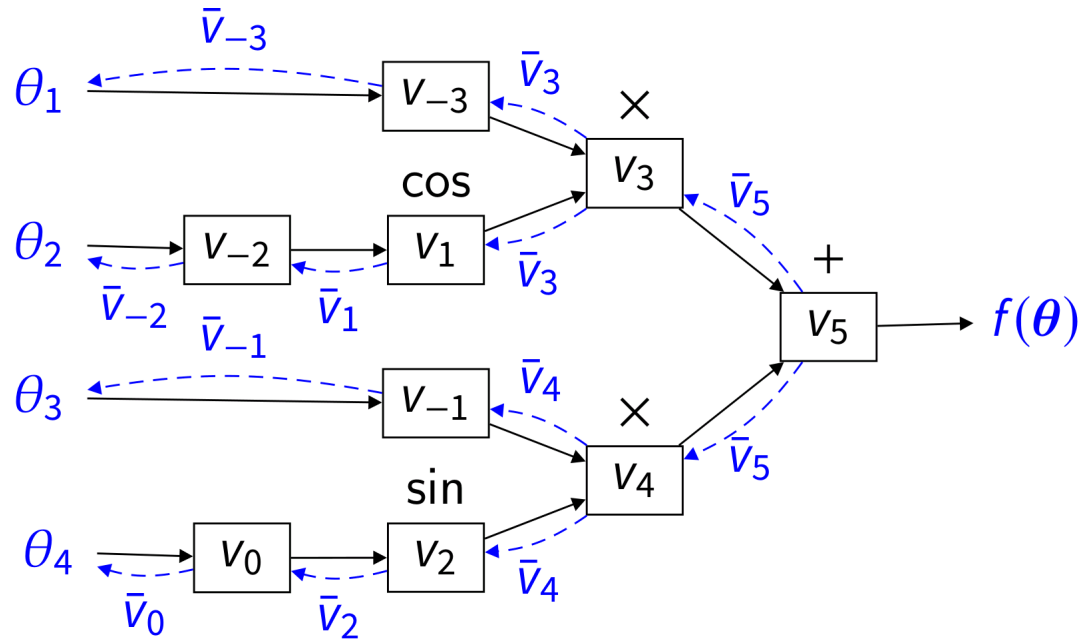 v̄₋₃
θ₁
v₋₃
v̄₃
×
v₃
cos
θ₂
v₋₂
v₁
v̄₅
v̄₋₂
v̄₁
v̄₃
+
v₅
f(θ)
v̄₋₁
θ₃
v₋₁
v̄₄
×
v₄
v̄₅
sin
θ₄
v₀
v₂
v̄₄
v̄₀
v̄₂